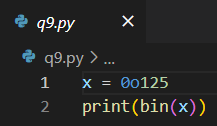 q9.py ×
q9.py > ...
1 x = 0o125
2 print(bin(x))